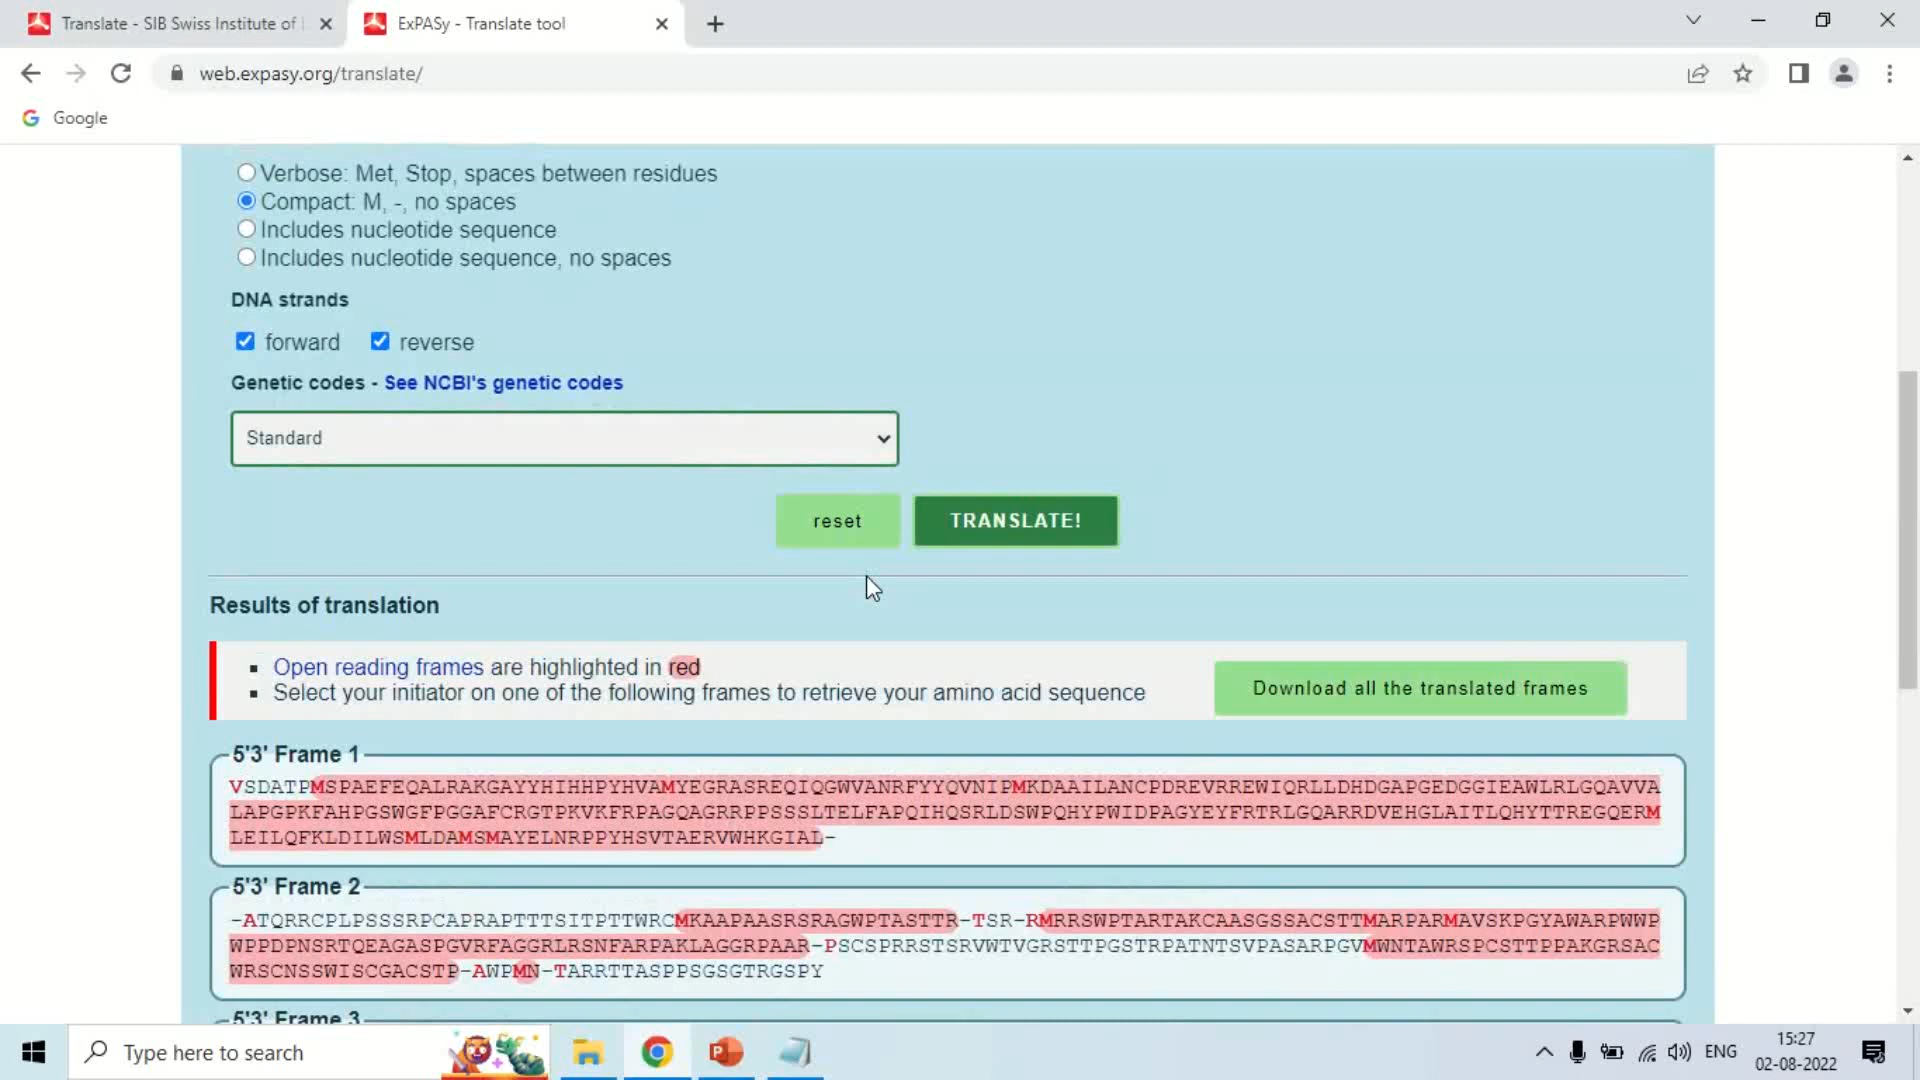 Translate - SIB Swiss Institute of
ExPASy - Translate tool
web.expasy.org/translate/
Google
Verbose: Met, Stop, spaces between residues
Compact: M, -, no spaces
Includes nucleotide sequence
Includes nucleotide sequence, no spaces
DNA strands
forward reverse
Genetic codes - See NCBI's genetic codes
Standard
reset TRANSLATE!
Results of translation
Open reading frames are highlighted in red
Select your initiator on one of the following frames to retrieve your amino acid sequence
Download all the translated frames
5'3' Frame 1
VSDATPMSPAEFEQALRAKGAYYHIHHPYHVAMYEGRASREQIQGWVANRFYYQVNIPMKDAAILANCPDREVRREWIQRLLDHDGAPGEDGGIEAWLRLGQAVVA
LAPGPKFAHPGSWGFPGGAFCRGTPKVKFRPAGQAGRRPPSSSLTELFAPQIHQSRLDSWPQHYPWIDPAGYEYFRTRLGQARRDVEHGLAITLQHYTTREGQERM
LEILQFKLDILWSMLDAMSMAYELNRPPYHSVTAERVWHKGIAL-
5'3' Frame 2
-ATQRRCPLPSSSRPCAPRAPTTTSITPTTWRCMKAAPAASRSRAGWPTASTTR-TSR-RMRRSWPTARTAKCAASGSSACSTTMARPARMAVSKPGYAWARPWWP
WPPDPNSRTQEAGASPGVRFAGGRLRSNFARPAKLAGGRPAAR-PSCSPRRSTSRVWTVGRSTTPGSTRPATNTSVPASARPGVMWNTAWRSPCSTTPPAKGRSAC
WRSCNSSWISCGACSTP-AWPMN-TARRTTASPPSGSGTRGSPY
5'3' Frame 3
Type here to search
ENG
15:27
02-08-2022